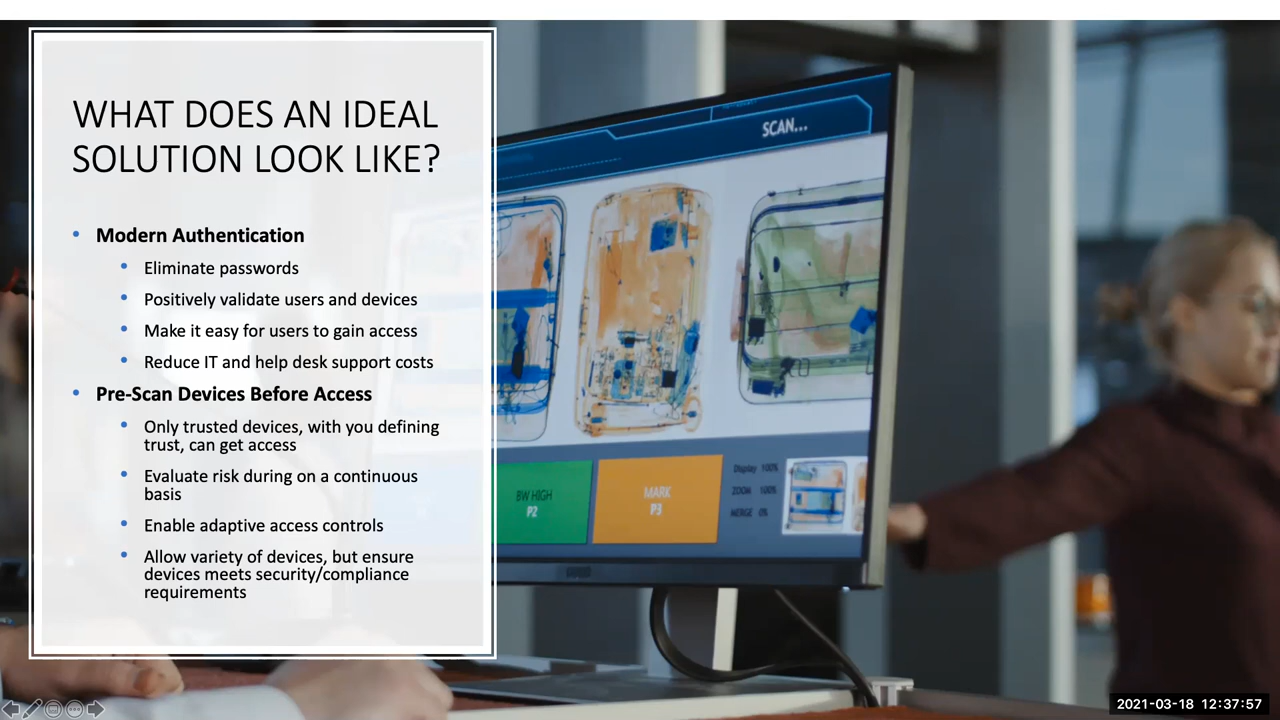 WHAT DOES AN IDEAL
SOLUTION LOOK LIKE?
• Modern Authentication
• Eliminate passwords
• Positively validate users and devices
• Make it easy for users to gain access
• Reduce IT and help desk support costs
• Pre-Scan Devices Before Access
• Only trusted devices, with you defining
trust, can get access
• Evaluate risk during on a continuous
basis
• Enable adaptive access controls
• Allow variety of devices, but ensure
devices meets security/compliance
requirements
SCAN...
BW HIGH
P2
MARK
P3
Display 100%
ZOOM 100%
MERGE 0%
2021-03-18 12:37:57